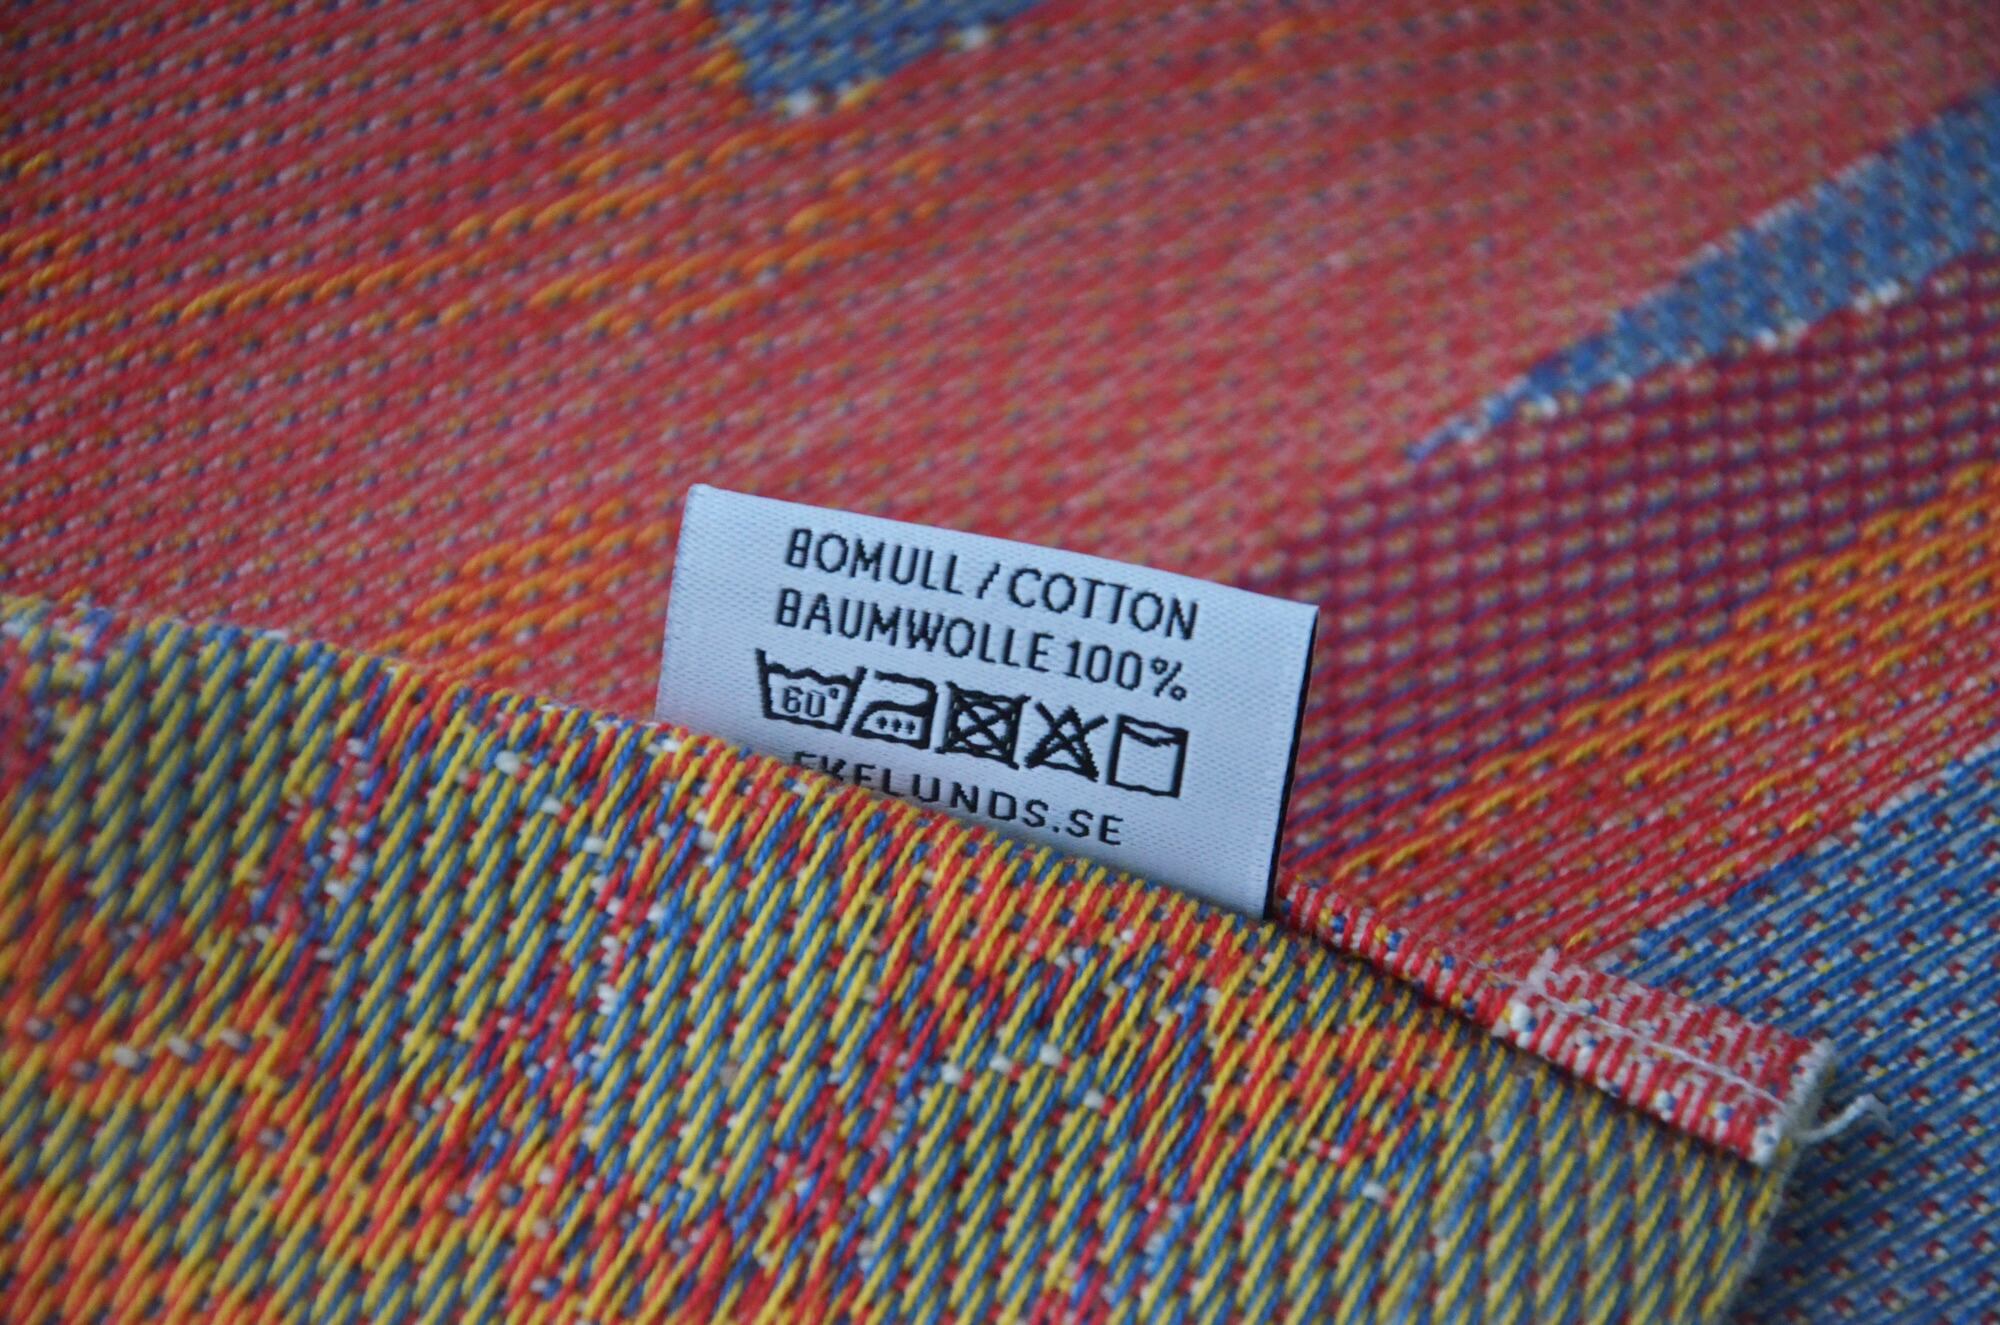 BOMULL / COTTON
BAUMWOLLE 100%
60°
EKELUNDS.SE